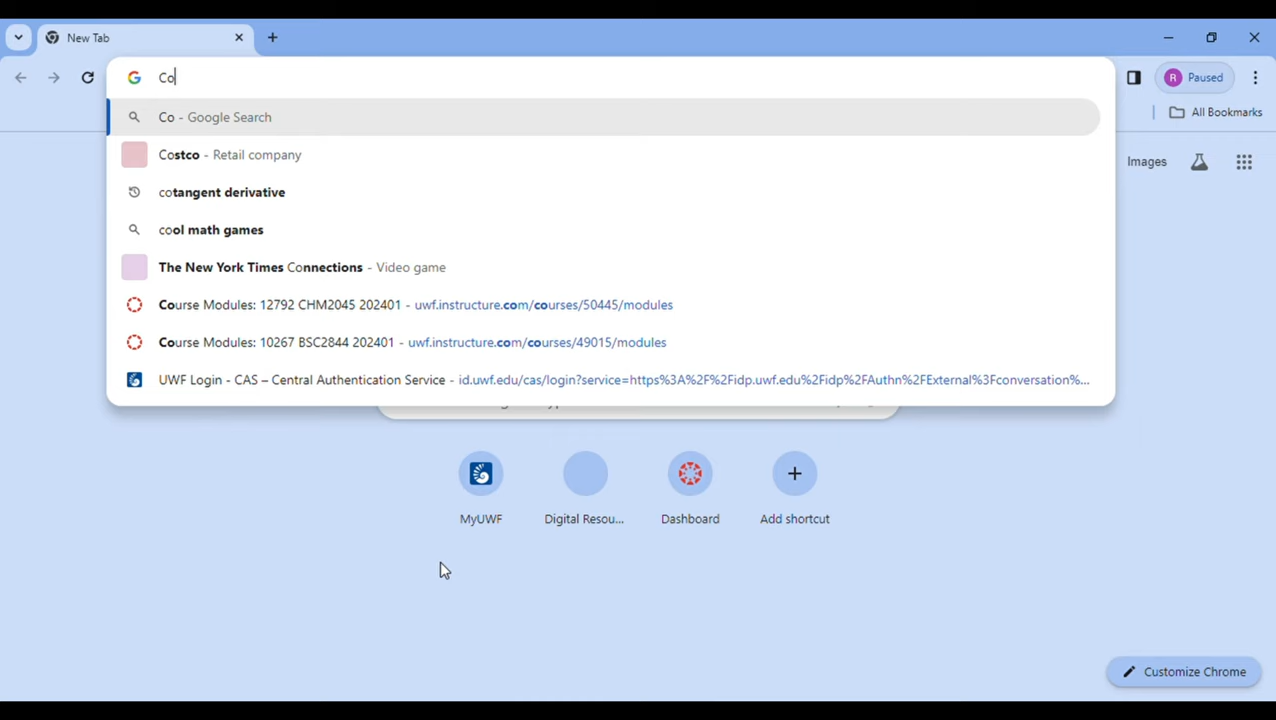 New Tab
Co
R Paused
Co - Google Search
All Bookmarks
Costco - Retail company
Images
cotangent derivative
cool math games
The New York Times Connections - Video game
Course Modules: 12792 CHM2045 202401 - uwf.instructure.com/courses/50445/modules
Course Modules: 10267 BSC2844 202401 - uwf.instructure.com/courses/49015/modules
UWF Login - CAS – Central Authentication Service - id.uwf.edu/cas/login?service=https%3A%2F%2Fidp.uwf.edu%2Fidp%2FAuthn%2FExternal%3Fconversation%...
MyUWF
Digital Resou...
Dashboard
Add shortcut
Customize Chrome